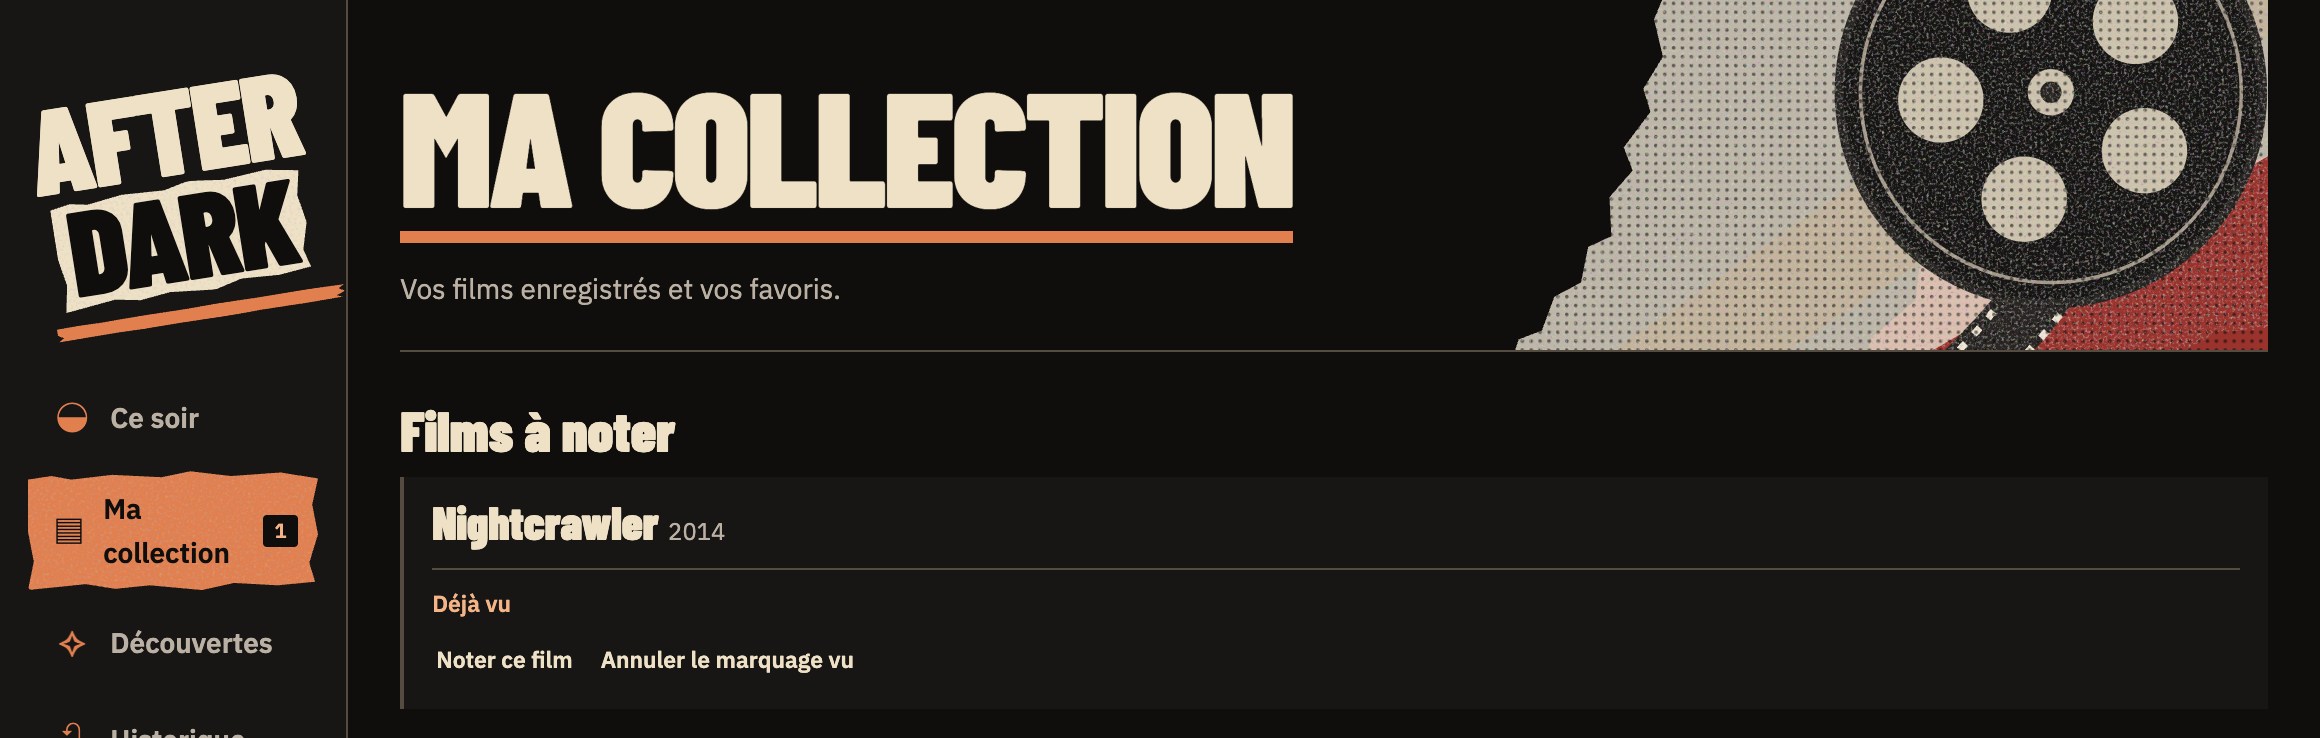 AFTER
DARK
Ce soir
Ma
collection
1
Découvertes
Historique
MA COLLECTION
Vos films enregistrés et vos favoris.
Films à noter
Nightcrawler 2014
Déjà vu
Noter ce film Annuler le marquage vu